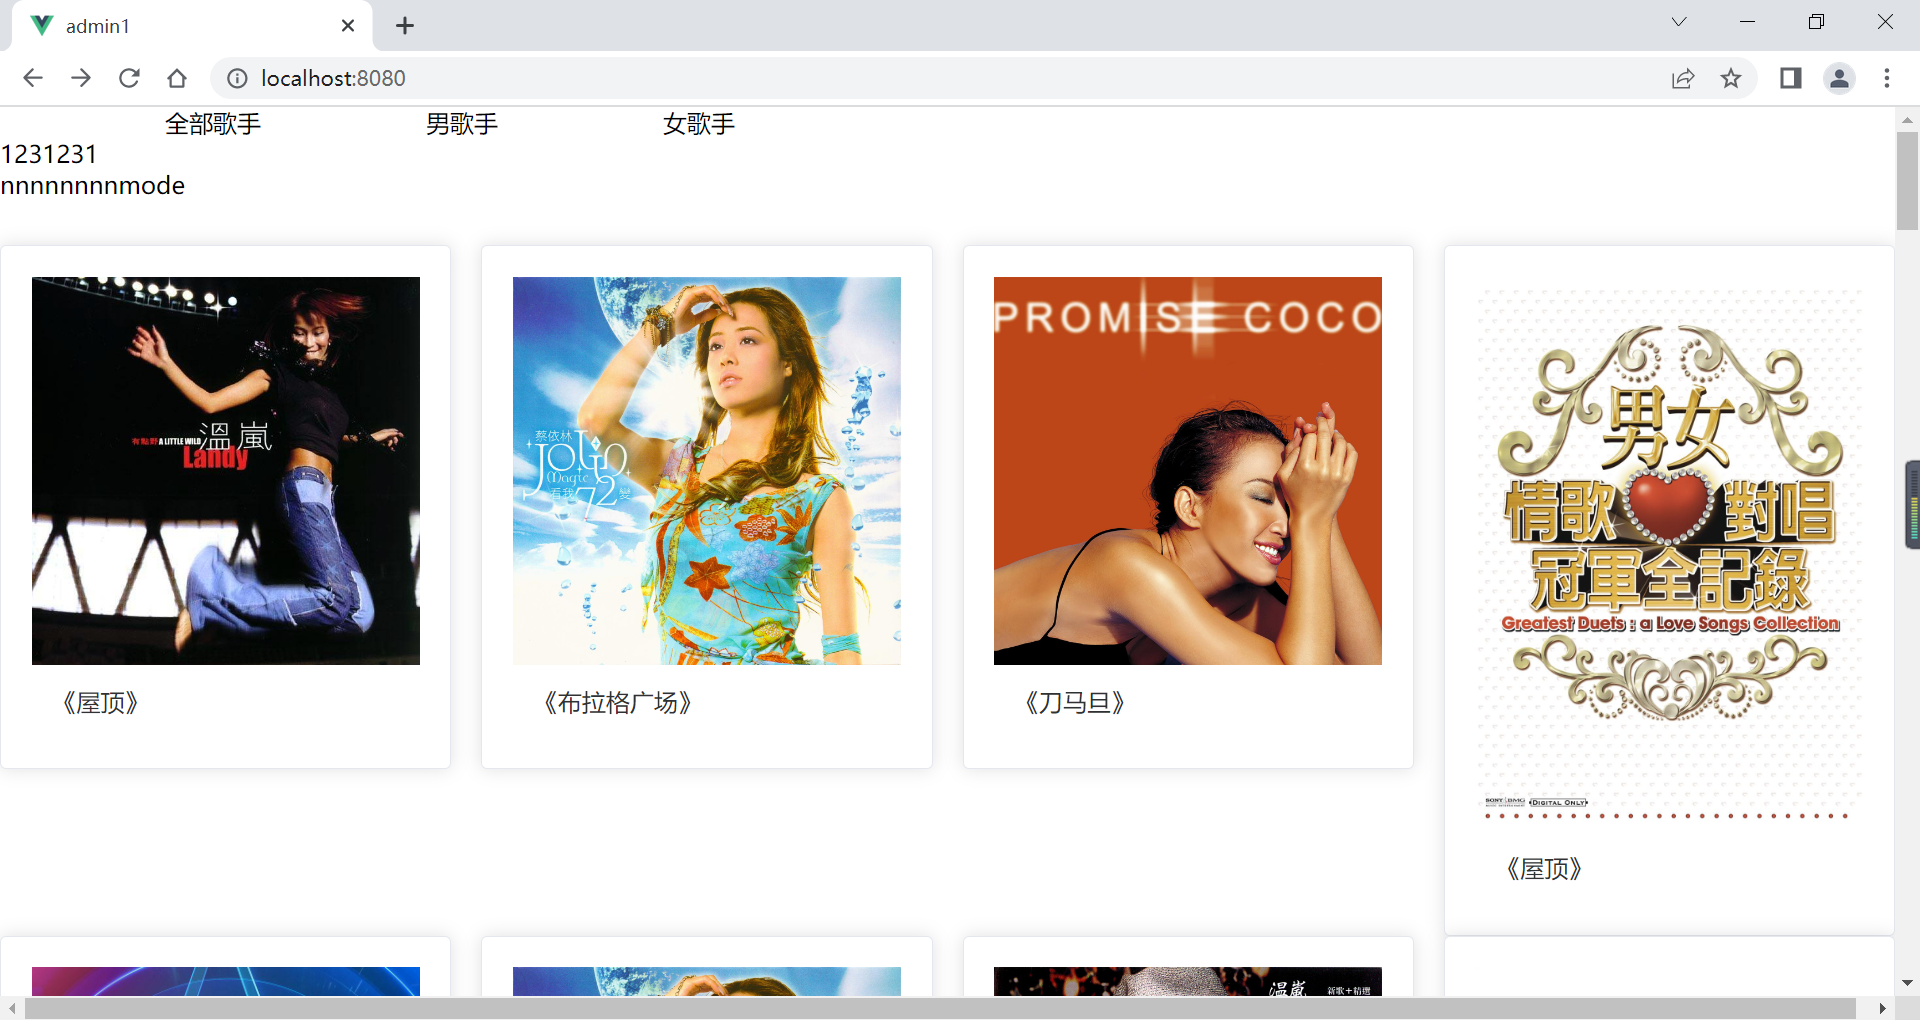 admin1
localhost:8080
全部歌手 男歌手 女歌手
1231231
nnnnnnnnmode
有點野 A LITTLE WILD 溫嵐
Landy
《屋顶》
蔡依林
Jolin
Magic
看我72變
《布拉格广场》
PROMISE COCO
《刀马旦》
男女
情歌對唱
冠軍全記錄
Greatest Duets : a Love Songs Collection
SONY BMG
DIGITAL ONLY
《屋顶》
溫嵐 新歌+精選